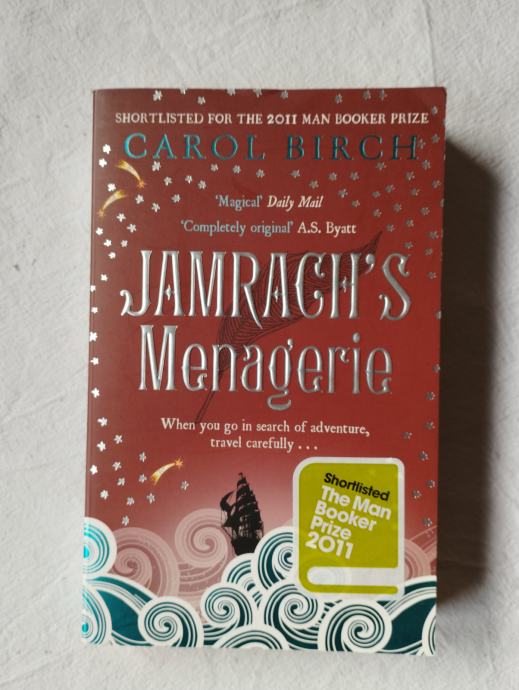 SHORTLISTED FOR THE 2011 MAN BOOKER PRIZE
CAROL BIRCH
'Magical' Daily Mail
'Completely original' A.S. Byatt
JAMRACH'S
Menagerie
When you go in search of adventure,
travel carefully . . .
Shortlisted
The Man
Booker
Prize
2011